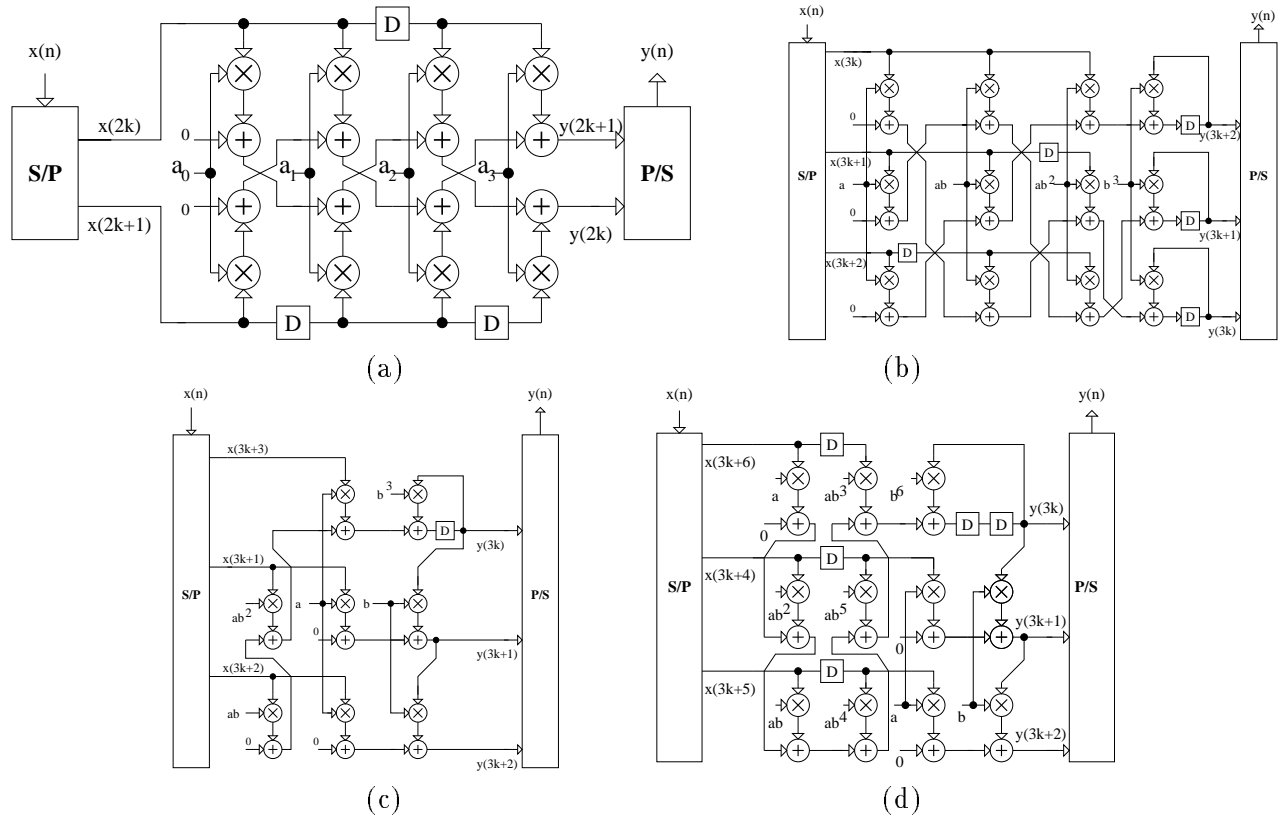 x(n)
S/P
x(2k)
x(2k+1)
D
0
0
a0
a1
a2
a3
D
D
y(2k+1)
y(2k)
y(n)
P/S
(a)
x(n)
S/P
x(3k)
x(3k+1)
x(3k+2)
0
a
0
0
D
ab
D
ab2
b3
D
D
D
y(3k+2)
y(3k+1)
y(3k)
y(n)
P/S
(b)
x(n)
S/P
x(3k+3)
x(3k+1)
x(3k+2)
ab2
ab
0
a
0
0
b3
b
D
y(3k)
y(3k+1)
y(3k+2)
y(n)
P/S
(c)
x(n)
S/P
x(3k+6)
x(3k+4)
x(3k+5)
D
D
D
a
0
ab2
ab
ab3
ab5
ab4
b6
D D
0
a
0
b
y(3k)
y(3k+1)
y(3k+2)
y(n)
P/S
(d)